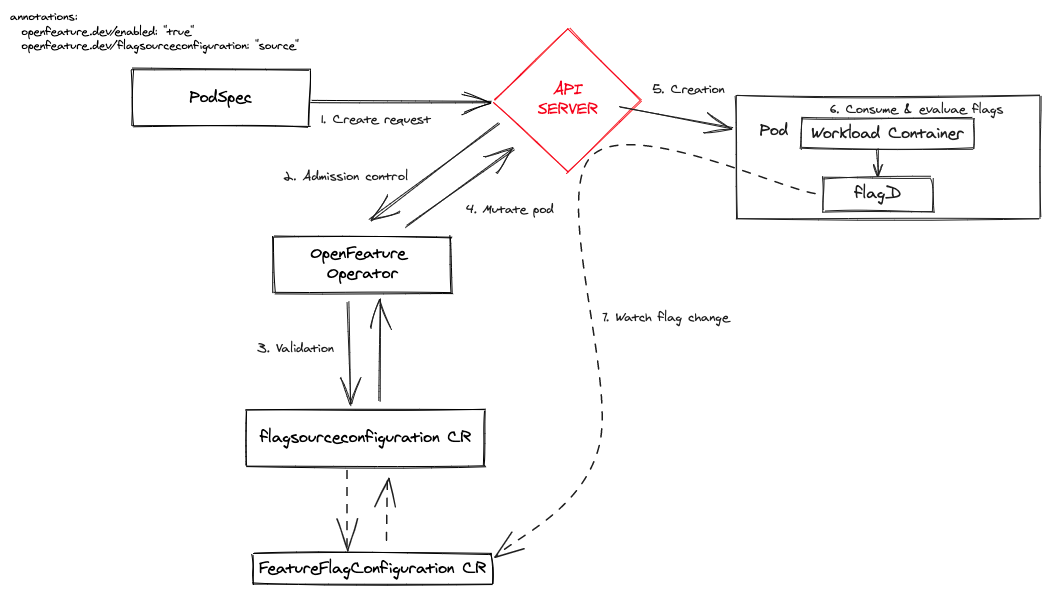 annotations:
openfeature.dev/enabled: "true"
openfeature.dev/flagsourceconfiguration: "source"
PodSpec
1. Create request
API
SERVER
5. Creation
6. Consume & evaluae flags
Pod
Workload Container
flagD
2. Admission control
4. Mutate pod
OpenFeature
Operator
7. Watch flag change
3. Validation
flagsourceconfiguration CR
FeatureFlagConfiguration CR